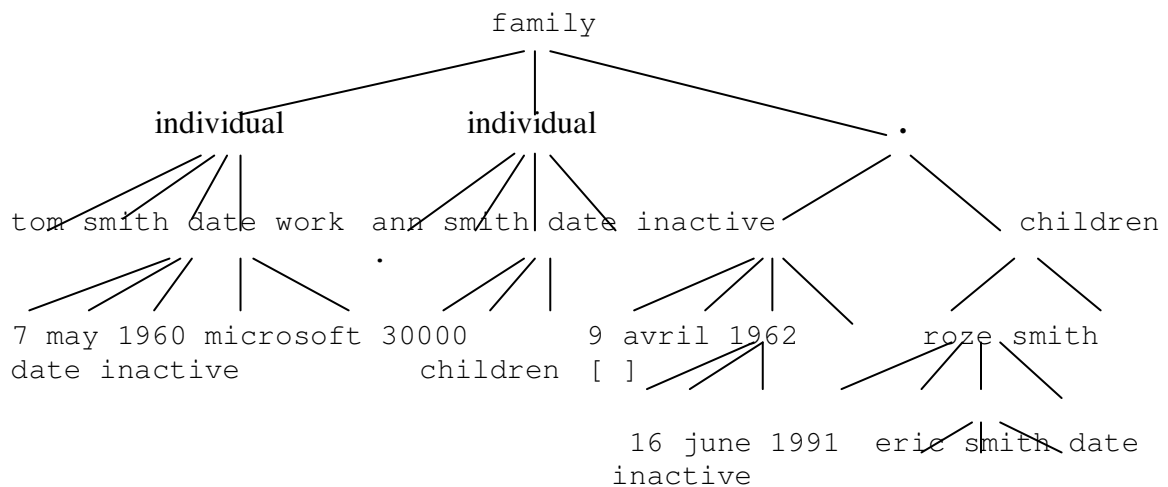 family
individual individual .
tom smith date work ann smith date inactive children
.
7 may 1960 microsoft 30000 9 avril 1962 roze smith
date inactive children [ ]
16 june 1991 eric smith date
inactive